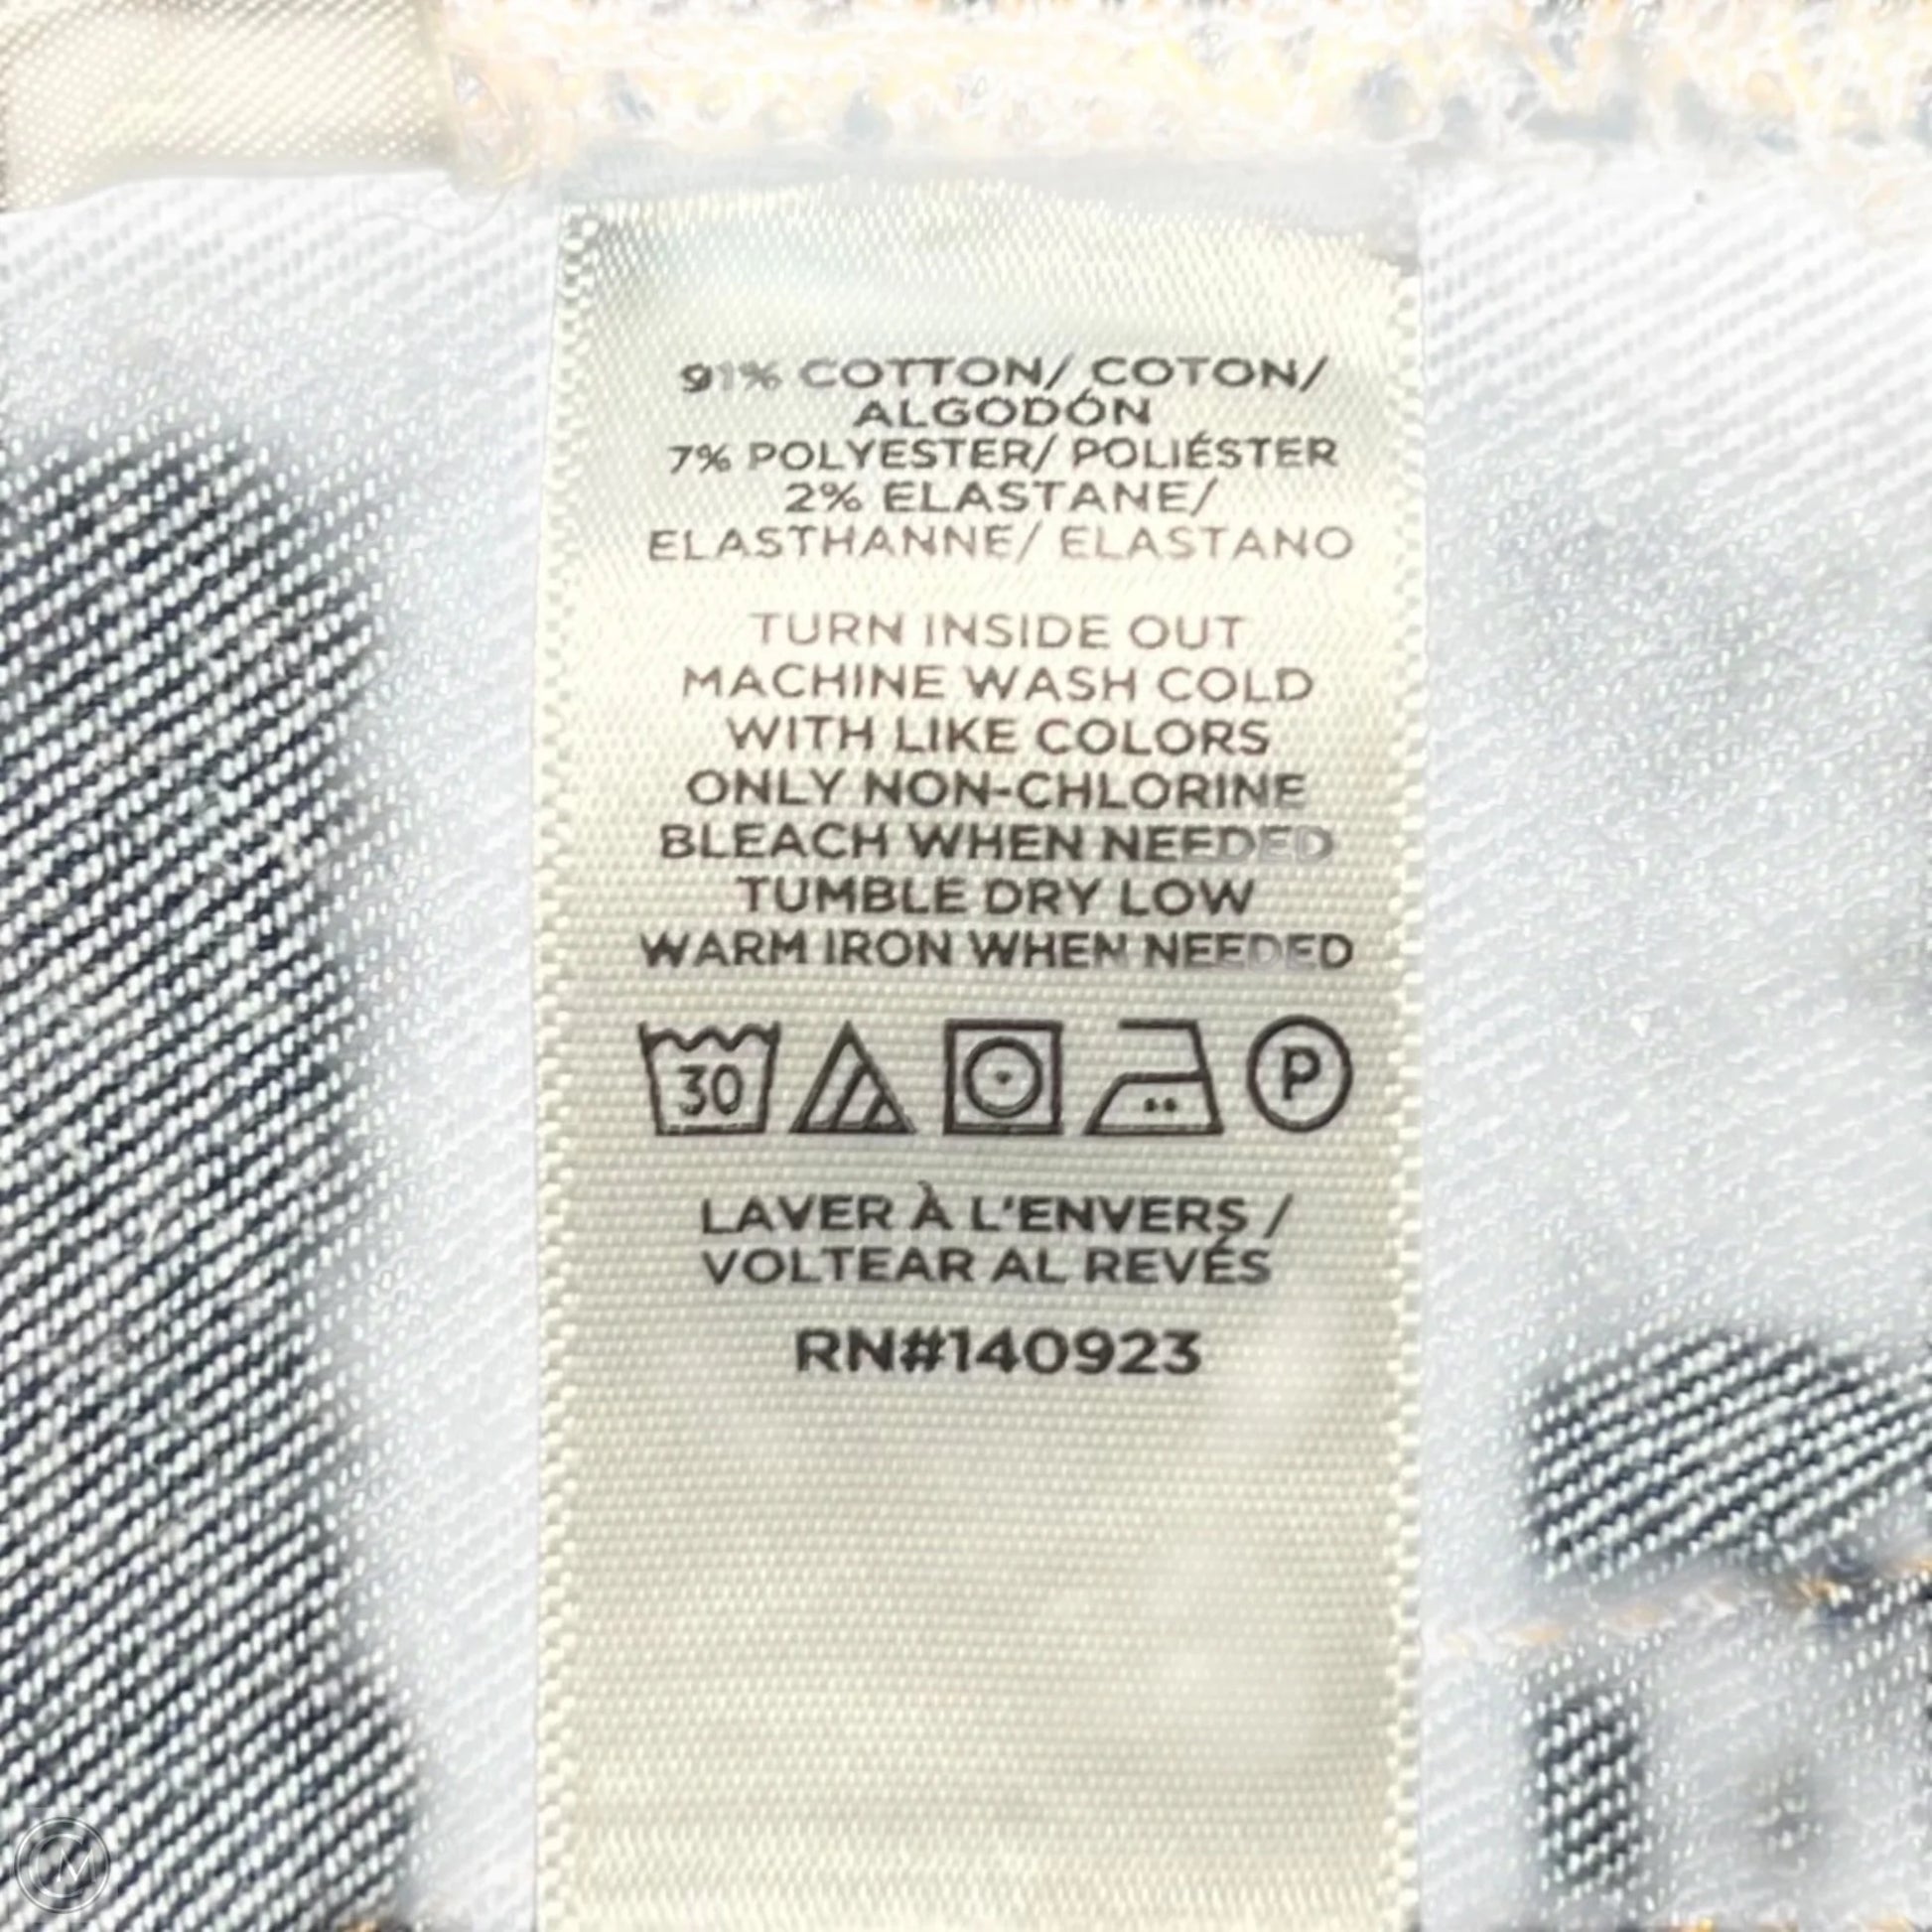 91% COTTON/ COTON/
ALGODÓN
7% POLYESTER/ POLIÉSTER
2% ELASTANE/
ELASTHANNE/ ELASTANO
TURN INSIDE OUT
MACHINE WASH COLD
WITH LIKE COLORS
ONLY NON-CHLORINE
BLEACH WHEN NEEDED
TUMBLE DRY LOW
WARM IRON WHEN NEEDED
30 P
LAVER À L'ENVERS /
VOLTEAR AL REVÉS
RN#140923
M